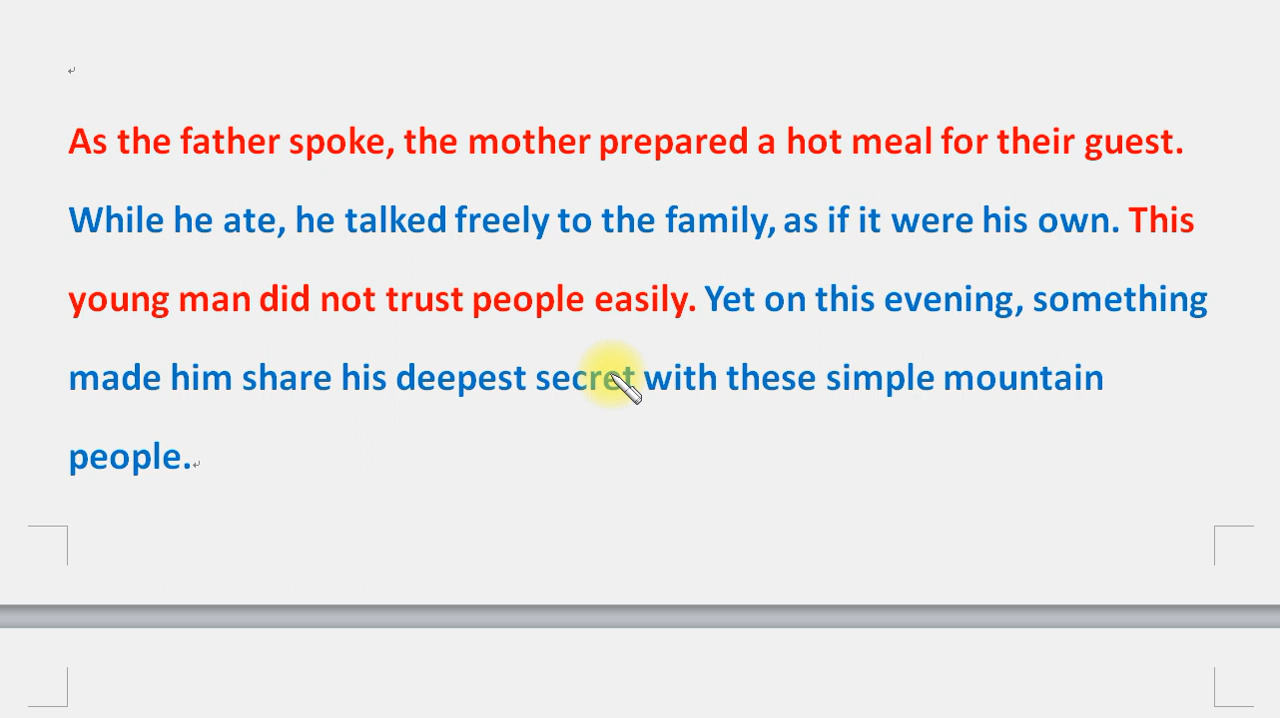 As the father spoke, the mother prepared a hot meal for their guest.
While he ate, he talked freely to the family, as if it were his own. This
young man did not trust people easily. Yet on this evening, something
made him share his deepest secret with these simple mountain
people.